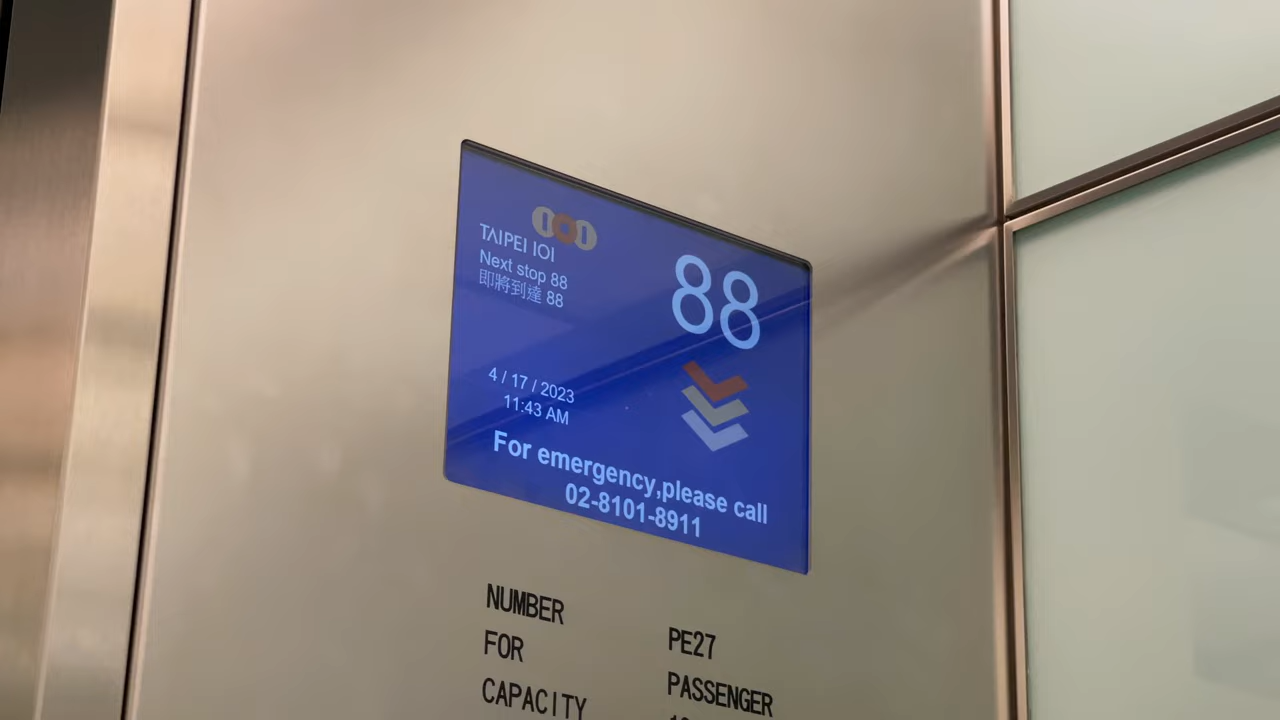 TAIPEI 101
Next stop 88
即將到達 88
88
4 / 17 / 2023
11:43 AM
For emergency,please call
02-8101-8911
NUMBER PE27
FOR PASSENGER
CAPACITY